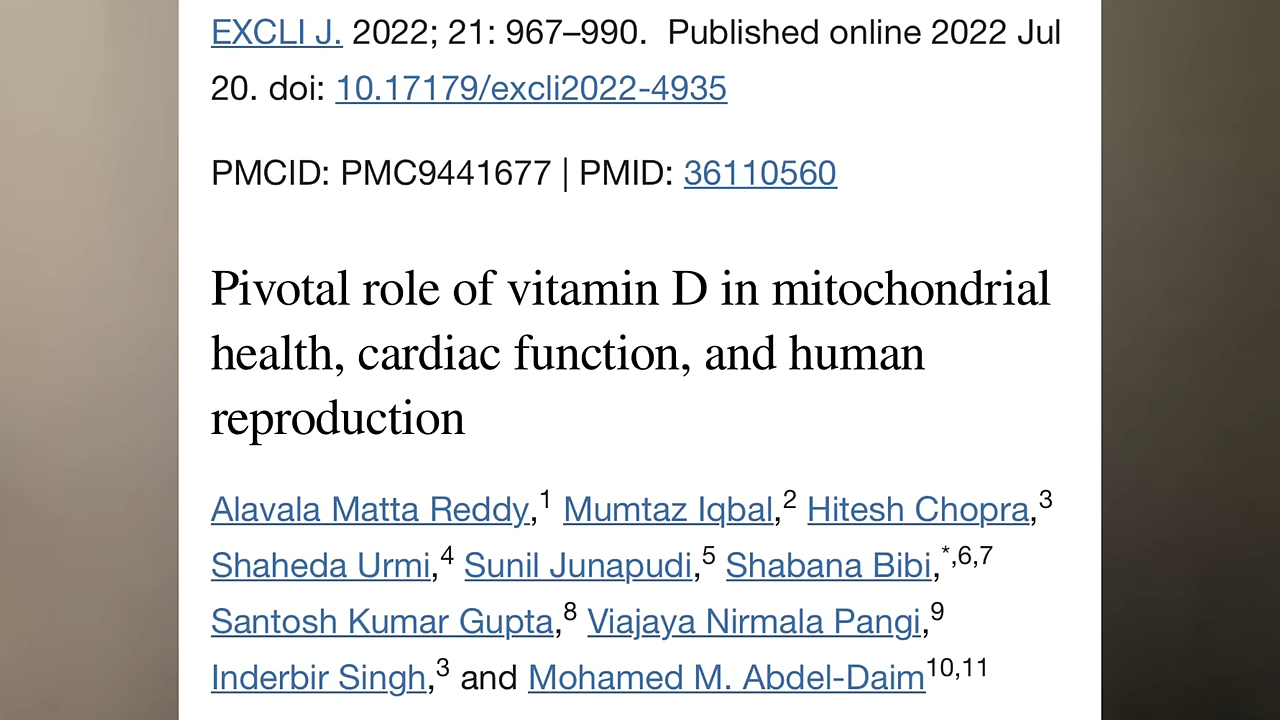 EXCLI J. 2022; 21: 967–990. Published online 2022 Jul
20. doi: 10.17179/excli2022-4935
PMCID: PMC9441677 | PMID: 36110560
Pivotal role of vitamin D in mitochondrial
health, cardiac function, and human
reproduction
Alavala Matta Reddy,1 Mumtaz Iqbal,2 Hitesh Chopra,3
Shaheda Urmi,4 Sunil Junapudi,5 Shabana Bibi,*,6,7
Santosh Kumar Gupta,8 Viajaya Nirmala Pangi,9
Inderbir Singh,3 and Mohamed M. Abdel-Daim10,11